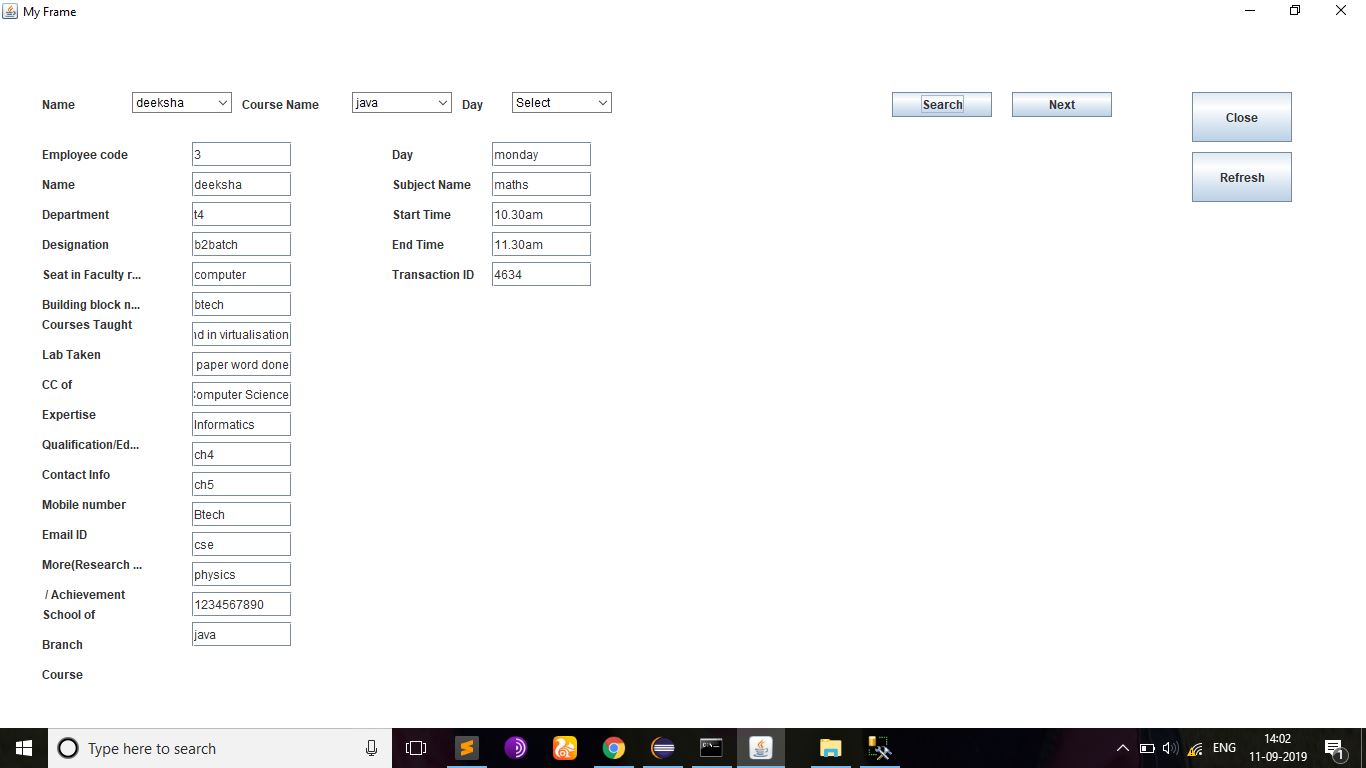 My Frame
Name deeksha Course Name java Day Select Search Next Close
Refresh
Employee code 3 Day monday
Name deeksha Subject Name maths
Department t4 Start Time 10.30am
Designation b2batch End Time 11.30am
Seat in Faculty r... computer Transaction ID 4634
Building block n... btech
Courses Taught d in virtualisation
Lab Taken paper word done
CC of Computer Science
Expertise Informatics
Qualification/Ed... ch4
Contact Info ch5
Mobile number Btech
Email ID cse
More(Research ... physics
/ Achievement 1234567890
School of java
Branch
Course
Type here to search ENG 14:02
11-09-2019 1